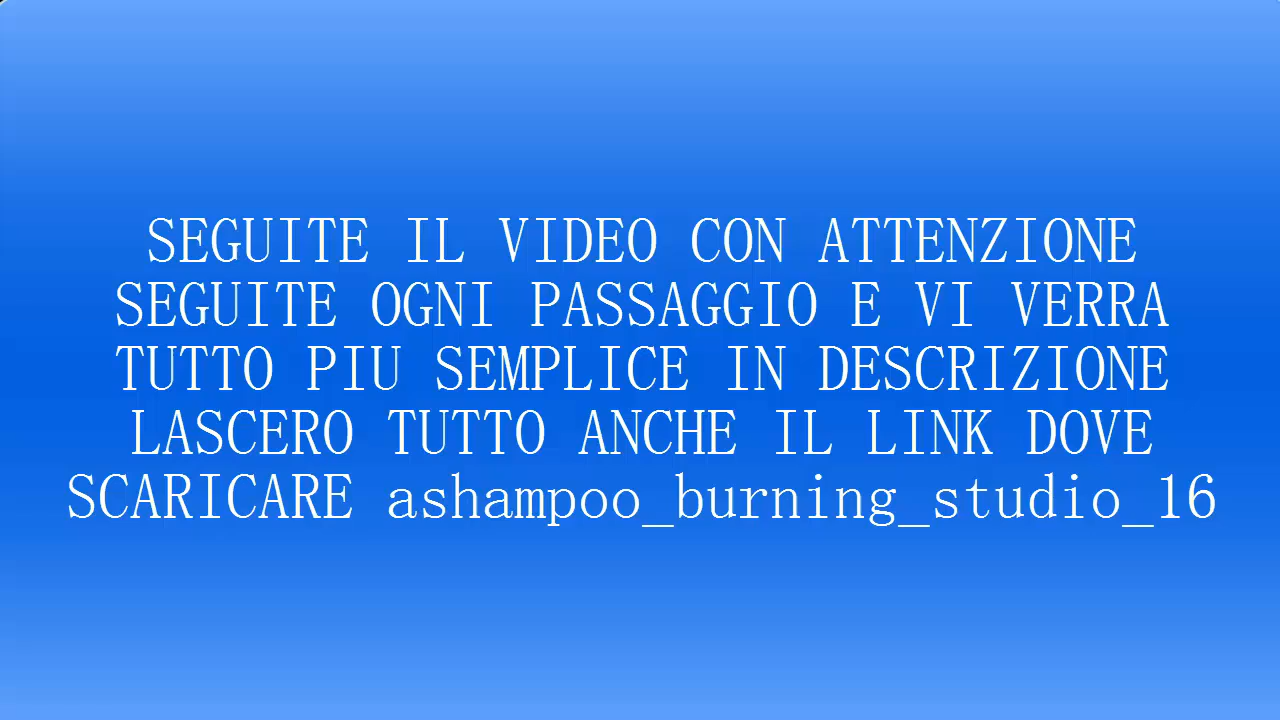 SEGUITE IL VIDEO CON ATTENZIONE
SEGUITE OGNI PASSAGGIO E VI VERRA
TUTTO PIU SEMPLICE IN DESCRIZIONE
LASCERO TUTTO ANCHE IL LINK DOVE
SCARICARE ashampoo_burning_studio_16